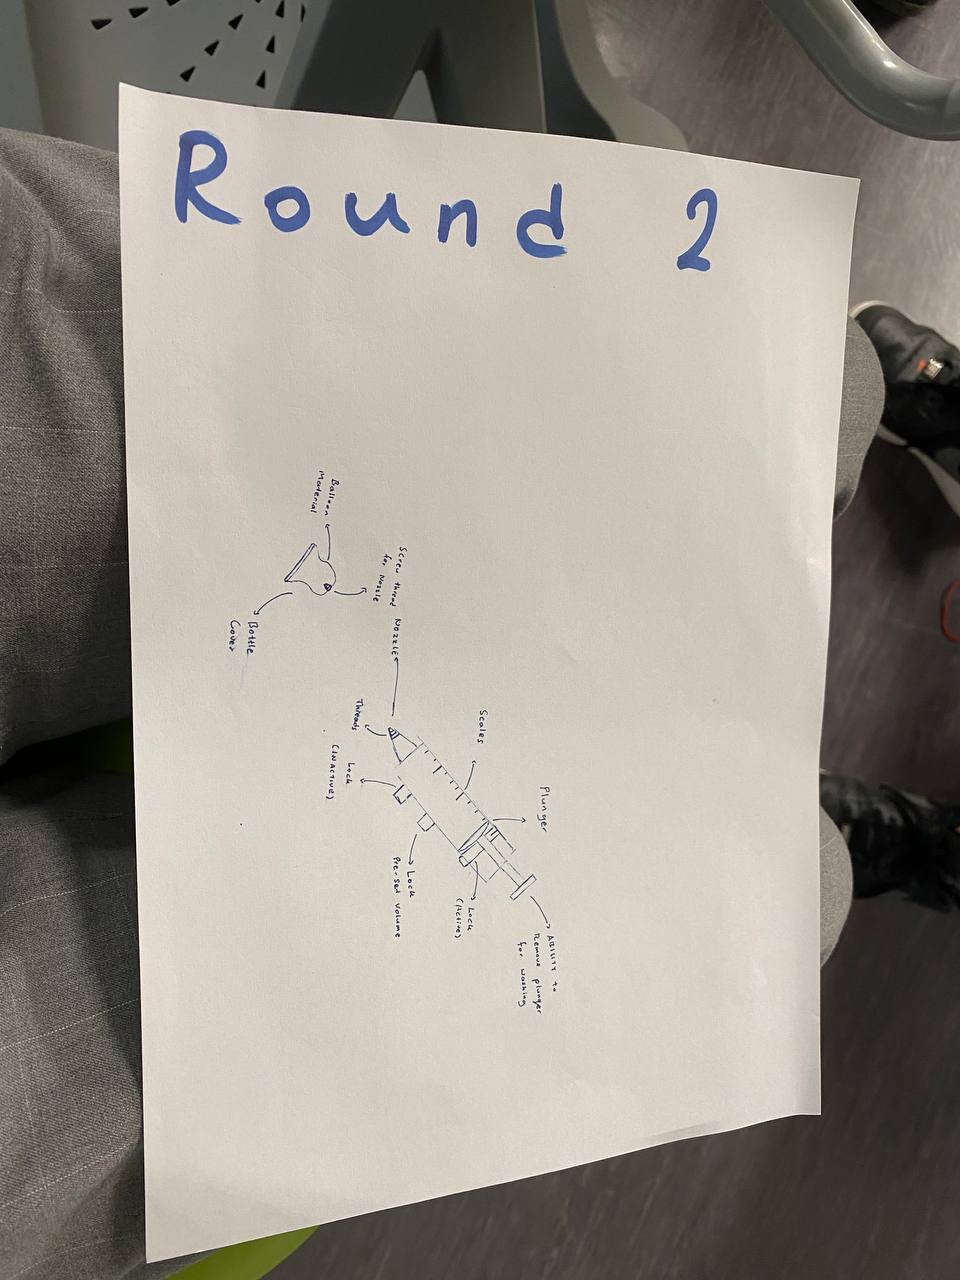 Round 2
Balloon
Material
Bottle
Cover
Screw thread
for Nozzle
NOZZLE
Threads
Lock
(INACTIVE)
Scales
Lock
Pre-set volume
Plunger
Lock
(Active)
ABILITY to
Remove plunger
for washing